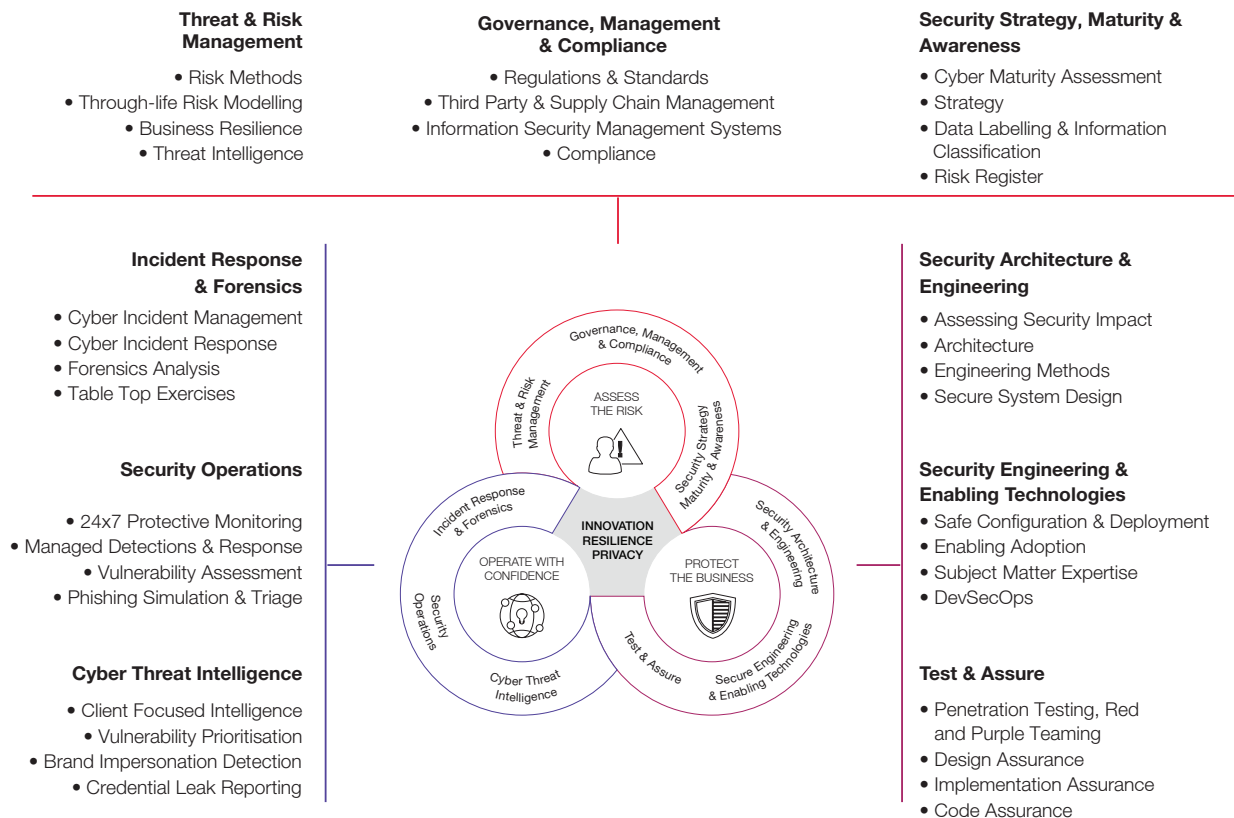 Threat & Risk
Management
• Risk Methods
• Through-life Risk Modelling
• Business Resilience
• Threat Intelligence
Governance, Management
& Compliance
• Regulations & Standards
• Third Party & Supply Chain Management
• Information Security Management Systems
• Compliance
Security Strategy, Maturity &
Awareness
• Cyber Maturity Assessment
• Strategy
• Data Labelling & Information
Classification
• Risk Register
Incident Response
& Forensics
• Cyber Incident Management
• Cyber Incident Response
• Forensics Analysis
• Table Top Exercises
Security Operations
• 24x7 Protective Monitoring
• Managed Detections & Response
• Vulnerability Assessment
• Phishing Simulation & Triage
Cyber Threat Intelligence
• Client Focused Intelligence
• Vulnerability Prioritisation
• Brand Impersonation Detection
• Credential Leak Reporting
Governance, Management
& Compliance
Threat & Risk
Management
ASSESS
THE RISK
Security Strategy
Maturity & Awareness
Incident Response
& Forensics
INNOVATION
RESILIENCE
PRIVACY
Security Architecture
& Engineering
OPERATE WITH
CONFIDENCE
PROTECT
THE BUSINESS
Security
Operations
Cyber Threat
Intelligence
Test & Assure
Secure Engineering
& Enabling Technologies
Security Architecture &
Engineering
• Assessing Security Impact
• Architecture
• Engineering Methods
• Secure System Design
Security Engineering &
Enabling Technologies
• Safe Configuration & Deployment
• Enabling Adoption
• Subject Matter Expertise
• DevSecOps
Test & Assure
• Penetration Testing, Red
and Purple Teaming
• Design Assurance
• Implementation Assurance
• Code Assurance